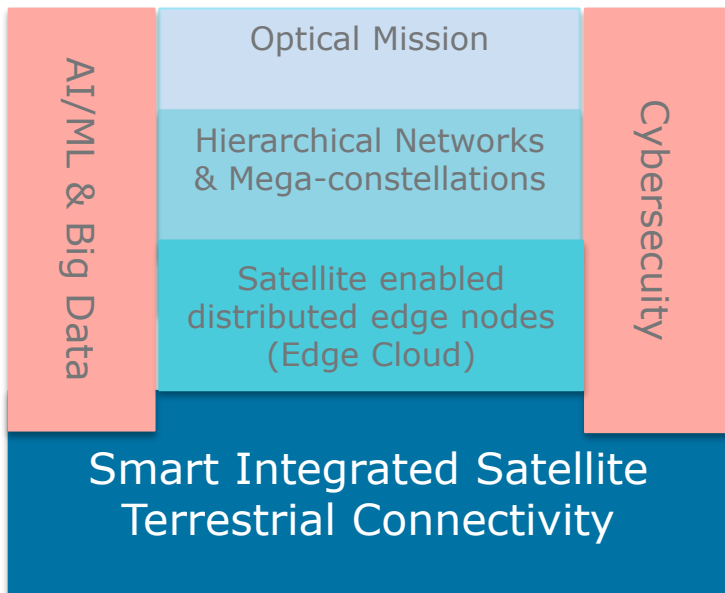 AI/ML & Big Data
Optical Mission
Hierarchical Networks
& Mega-constellations
Satellite enabled
distributed edge nodes
(Edge Cloud)
Cybersecuity
Smart Integrated Satellite
Terrestrial Connectivity